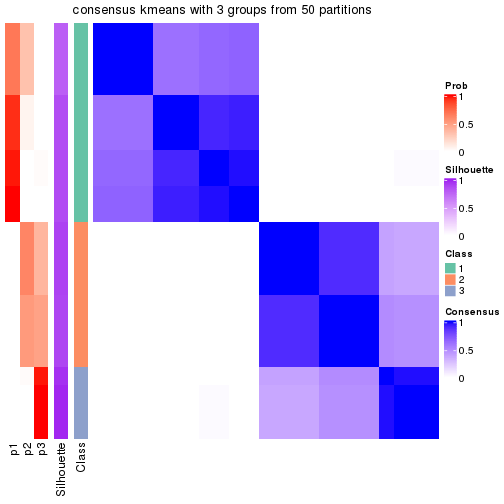 consensus kmeans with 3 groups from 50 partitions
Prob
1
0.5
0
Silhouette
1
0.5
0
Class
1
2
3
Consensus
1
0.5
0
p1
p2
p3
Silhouette
Class